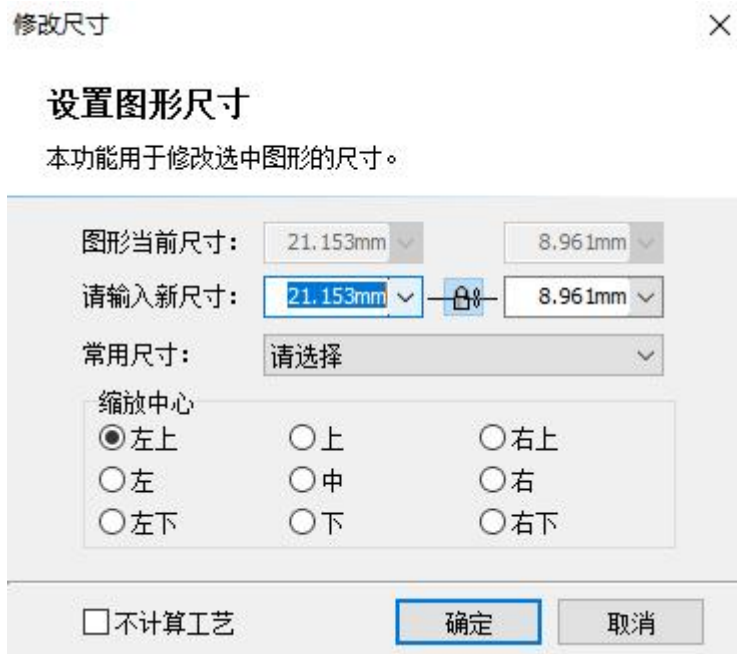 修改尺寸
设置图形尺寸
本功能用于修改选中图形的尺寸。
图形当前尺寸: 21.153mm 8.961mm
请输入新尺寸: 21.153mm 8.961mm
常用尺寸: 请选择
缩放中心
左上 上 右上
左 中 右
左下 下 右下
不计算工艺 确定 取消